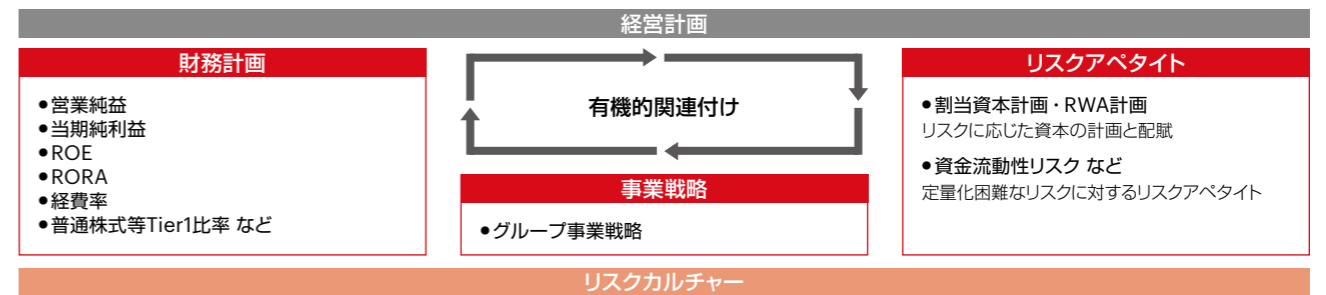 経営計画
財務計画
●営業純益
●当期純利益
●ROE
●RORA
●経費率
●普通株式等Tier1比率 など
有機的関連付け
事業戦略
●グループ事業戦略
リスクアペタイト
●割当資本計画・RWA計画
リスクに応じた資本の計画と配賦
●資金流動性リスク など
定量化困難なリスクに対するリスクアペタイト
リスクカルチャー